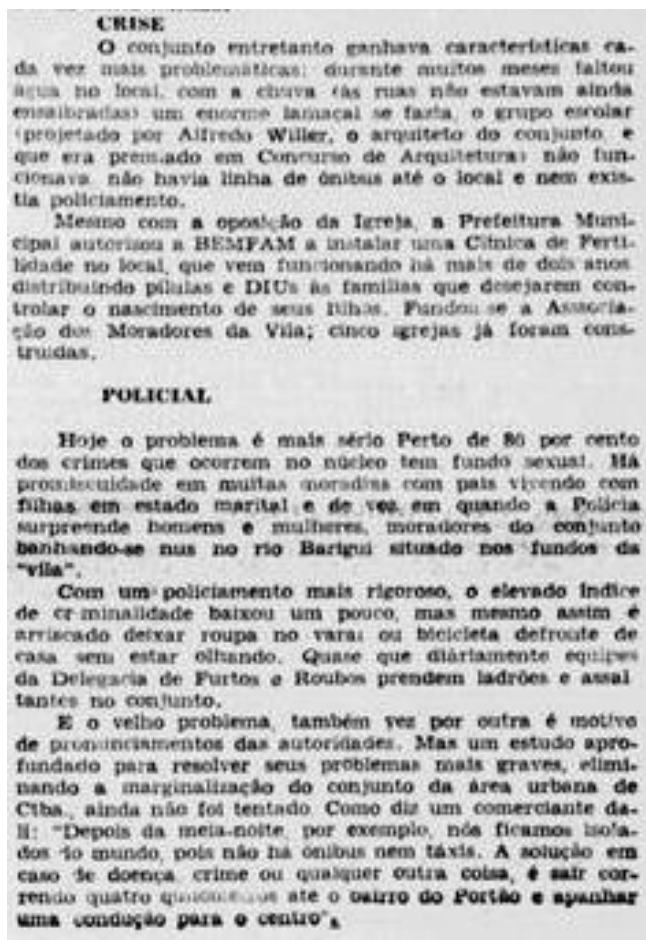 CRISE
O conjunto entretanto ganhava características ca-
da vez mais problemáticas: durante muitos meses faltou
água no local, com a chuva (as ruas não estavam ainda
ensaibradas) um enorme lamaçal se fazia, o grupo escolar
(projetado por Alfredo Willer, o arquiteto do conjunto, e
que era premiado em Concurso de Arquitetura) não fun-
cionava, não havia linha de ônibus até o local e nem exis-
tia policiamento.
Mesmo com a oposição da Igreja, a Prefeitura Muni-
cipal autorizou a BEMFAM a instalar uma Clínica de Ferti-
lidade no local, que vem funcionando há mais de dois anos
distribuindo pílulas e DIUs às famílias que desejarem con-
trolar o nascimento de seus filhos. Fundou-se a Associa-
ção dos Moradores da Vila; cinco igrejas já foram cons-
truídas.
POLICIAL
Hoje o problema é mais sério Perto de 80 por cento
dos crimes que ocorrem no núcleo tem fundo sexual. Há
promiscuidade em muitas moradias com pais vivendo com
filhas em estado marital e de vez em quando a Polícia
surpreende homens e mulheres, moradores do conjunto
banhando-se nus no rio Barigui situado nos fundos da
"vila".
Com um policiamento mais rigoroso, o elevado índice
de criminalidade baixou um pouco, mas mesmo assim é
arriscado deixar roupa no varal ou bicicleta defronte de
casa sem estar olhando. Quase que diàriamente equipes
da Delegacia de Furtos e Roubos prendem ladrões e assal
tantes no conjunto.
E o velho problema, também vez por outra é motivo
de pronunciamentos das autoridades. Mas um estudo apro-
fundado para resolver seus problemas mais graves, elimi-
nando a marginalização do conjunto da área urbana de
Ctba., ainda não foi tentado. Como diz um comerciante da-
li: "Depois da meia-noite, por exemplo, nós ficamos isola-
dos do mundo, pois não há ônibus nem táxis. A solução em
caso de doença, crime ou qualquer outra coisa, é sair cor-
rendo quatro quilômetros até o bairro do Portão e apanhar
uma condução para o centro".